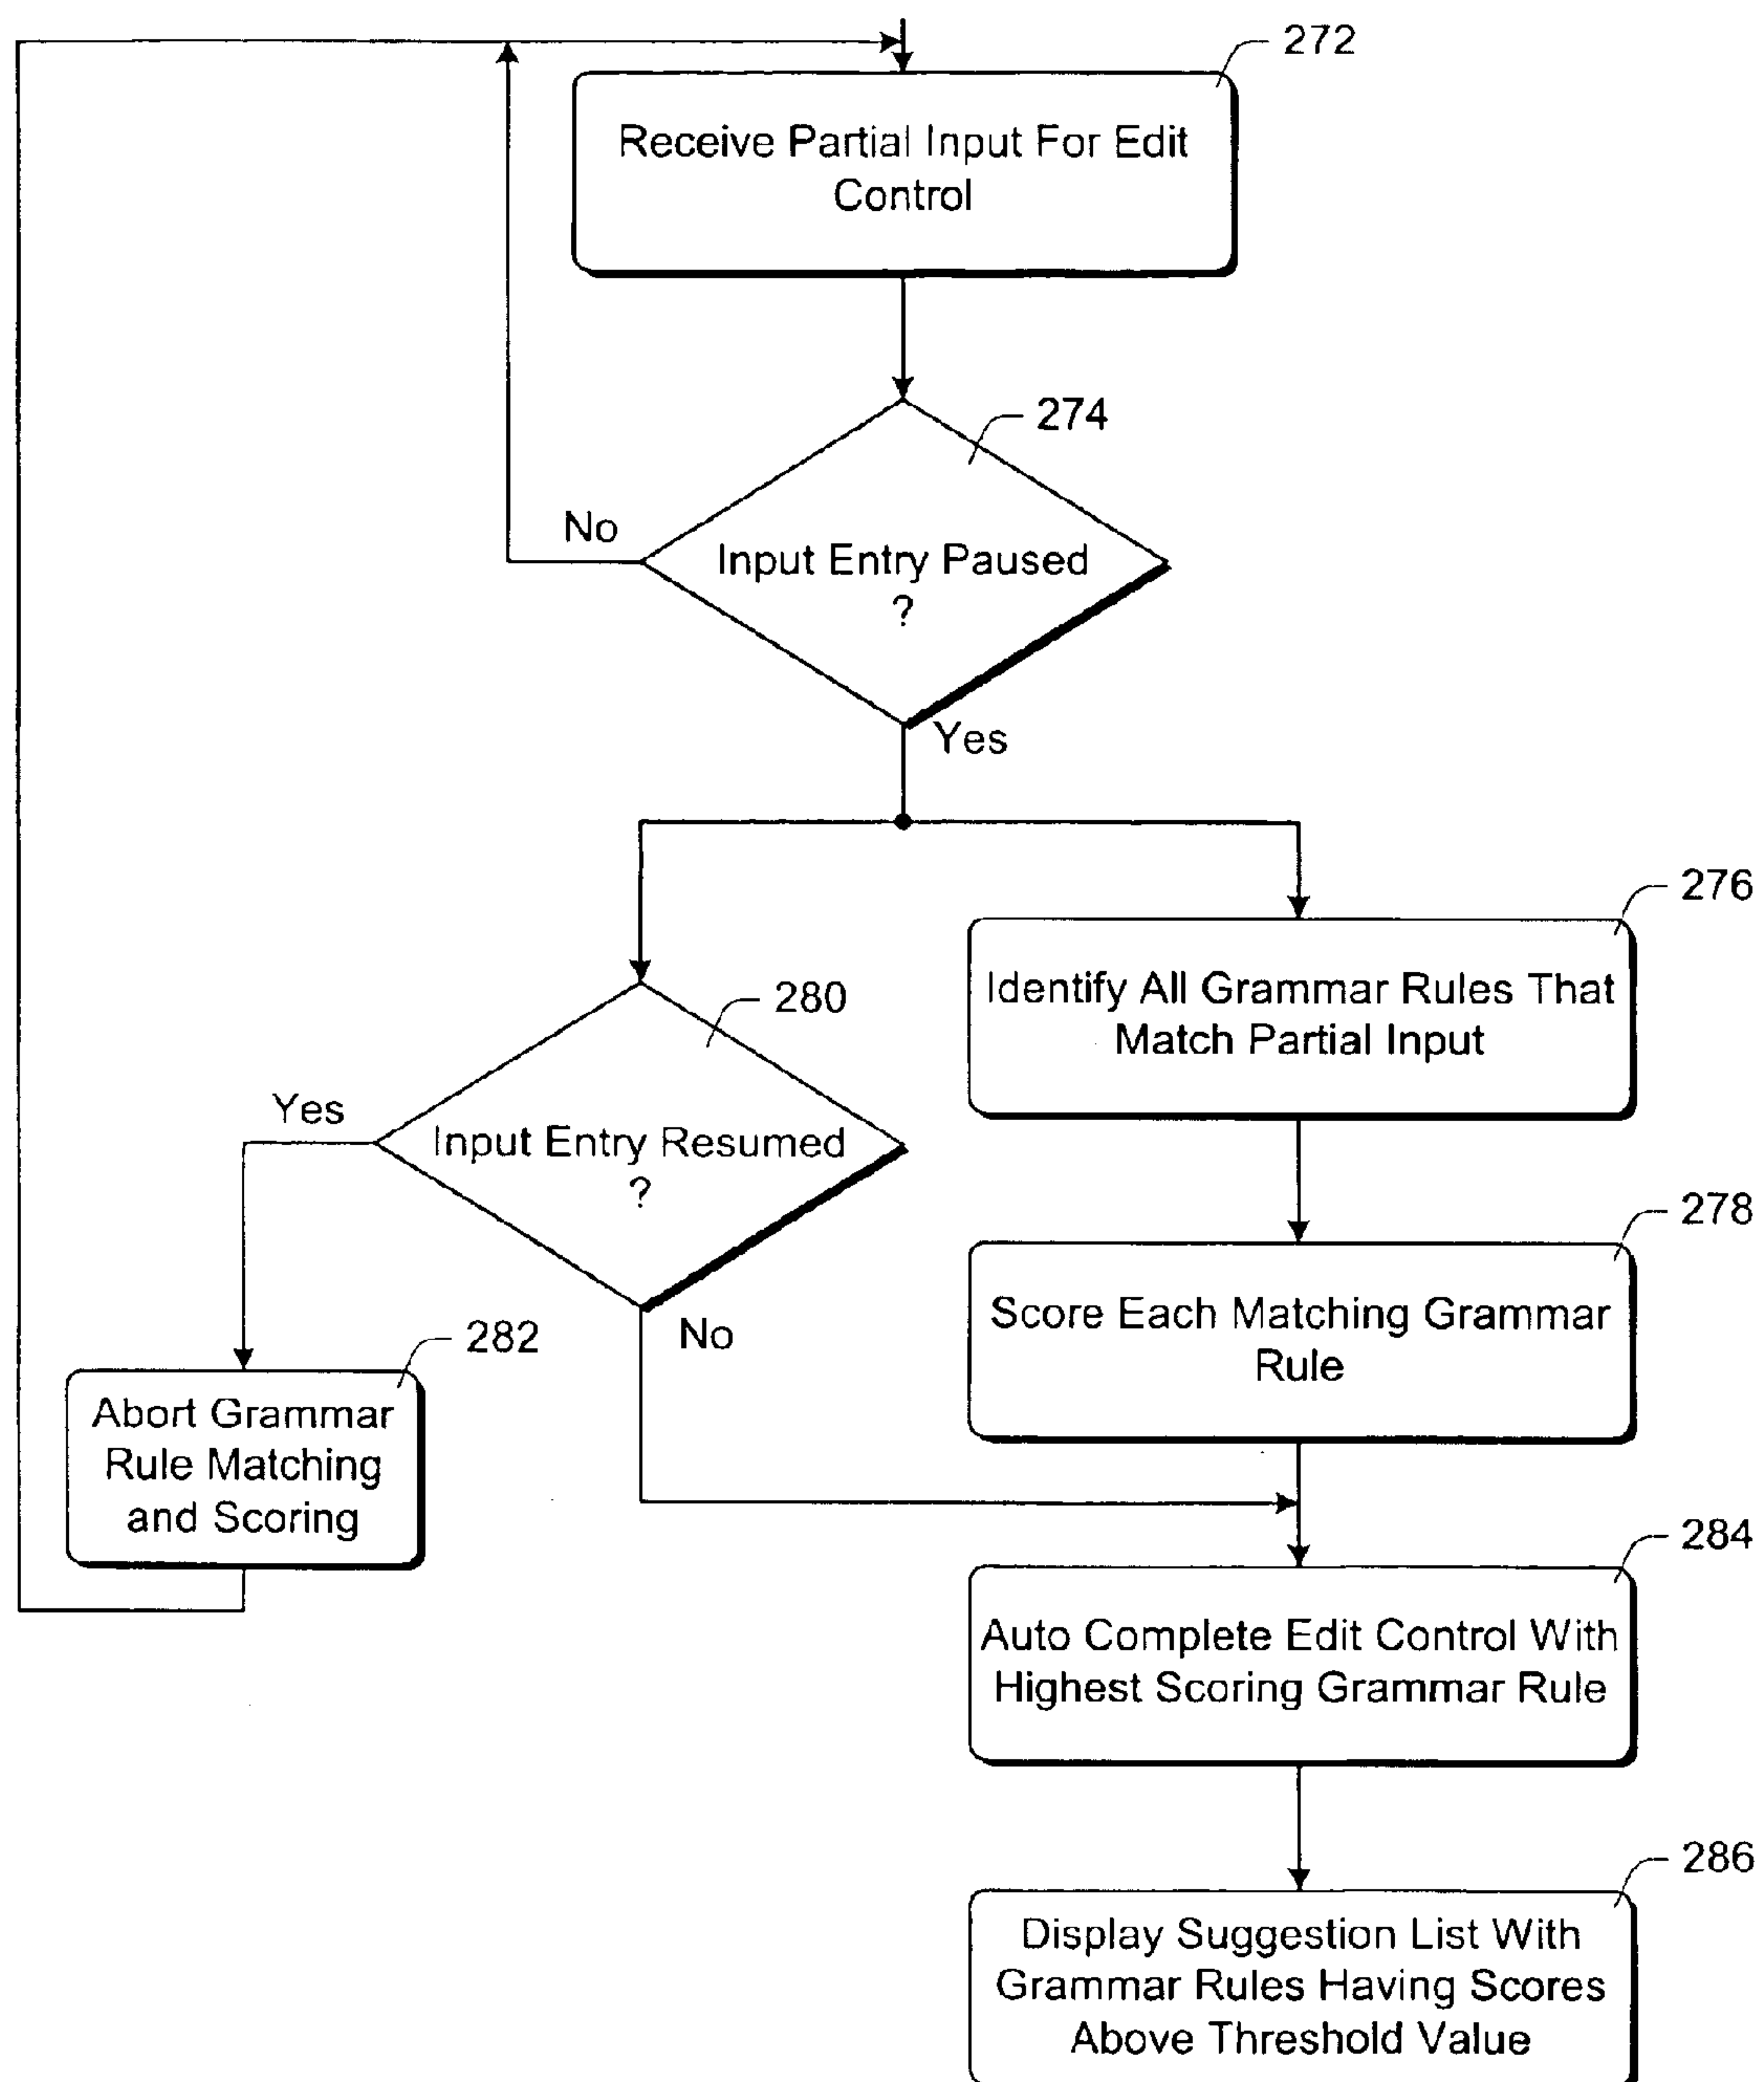 272
Receive Partial Input For Edit
Control
274
No
Input Entry Paused
?
Yes
276
Identify All Grammar Rules That
Match Partial Input
280
Yes
Input Entry Resumed
?
278
Score Each Matching Grammar
Rule
No
282
Abort Grammar
Rule Matching
and Scoring
284
Auto Complete Edit Control With
Highest Scoring Grammar Rule
286
Display Suggestion List With
Grammar Rules Having Scores
Above Threshold Value